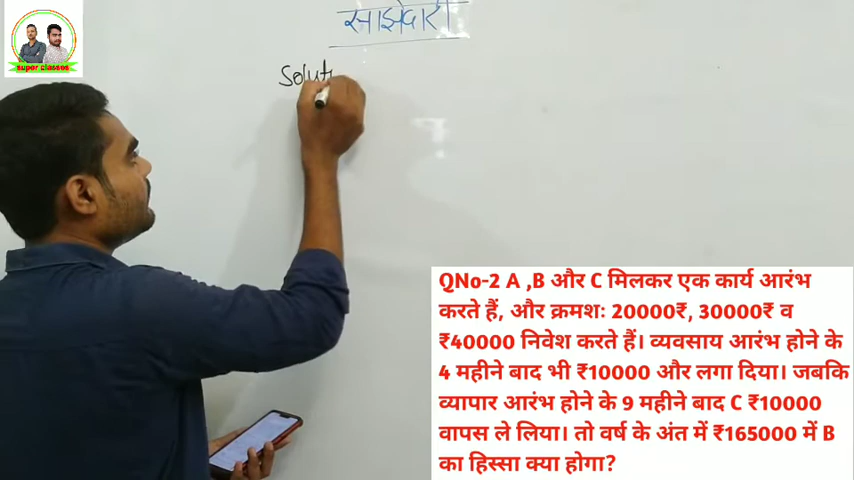 साझेदारी
super classes
Soluti
QNo-2 A ,B और C मिलकर एक कार्य आरंभ
करते हैं, और क्रमशः 20000₹, 30000₹ व
₹40000 निवेश करते हैं। व्यवसाय आरंभ होने के
4 महीने बाद भी ₹10000 और लगा दिया। जबकि
व्यापार आरंभ होने के 9 महीने बाद C ₹10000
वापस ले लिया। तो वर्ष के अंत में ₹165000 में B
का हिस्सा क्या होगा?